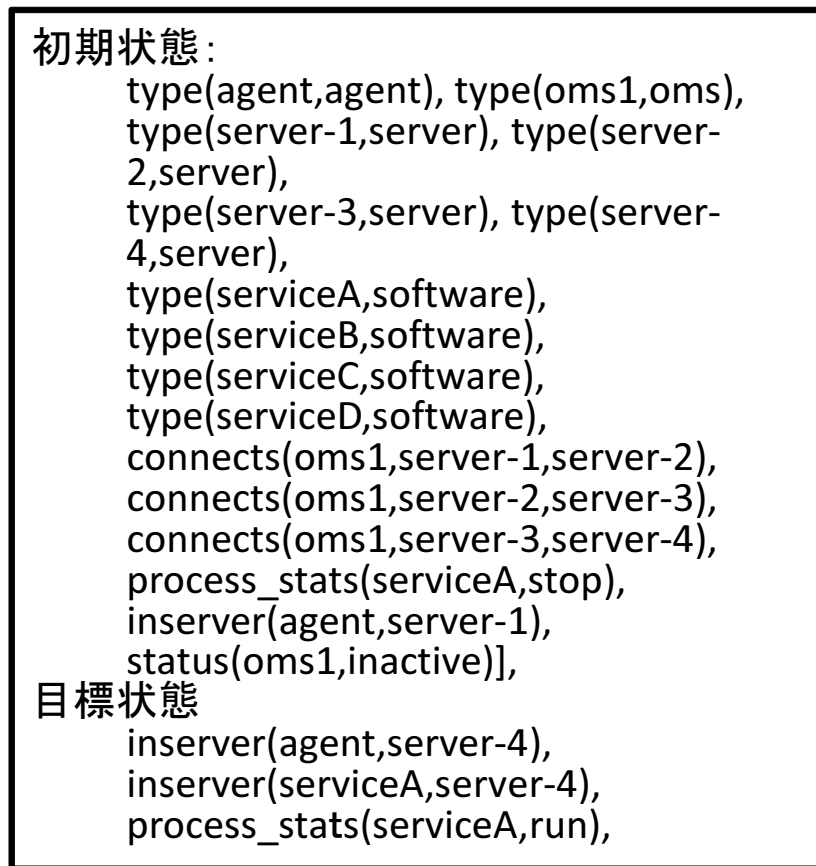 初期状態:
type(agent,agent), type(oms1,oms),
type(server-1,server), type(server-
2,server),
type(server-3,server), type(server-
4,server),
type(serviceA,software),
type(serviceB,software),
type(serviceC,software),
type(serviceD,software),
connects(oms1,server-1,server-2),
connects(oms1,server-2,server-3),
connects(oms1,server-3,server-4),
process_stats(serviceA,stop),
inserver(agent,server-1),
status(oms1,inactive)],
目標状態
inserver(agent,server-4),
inserver(serviceA,server-4),
process_stats(serviceA,run),